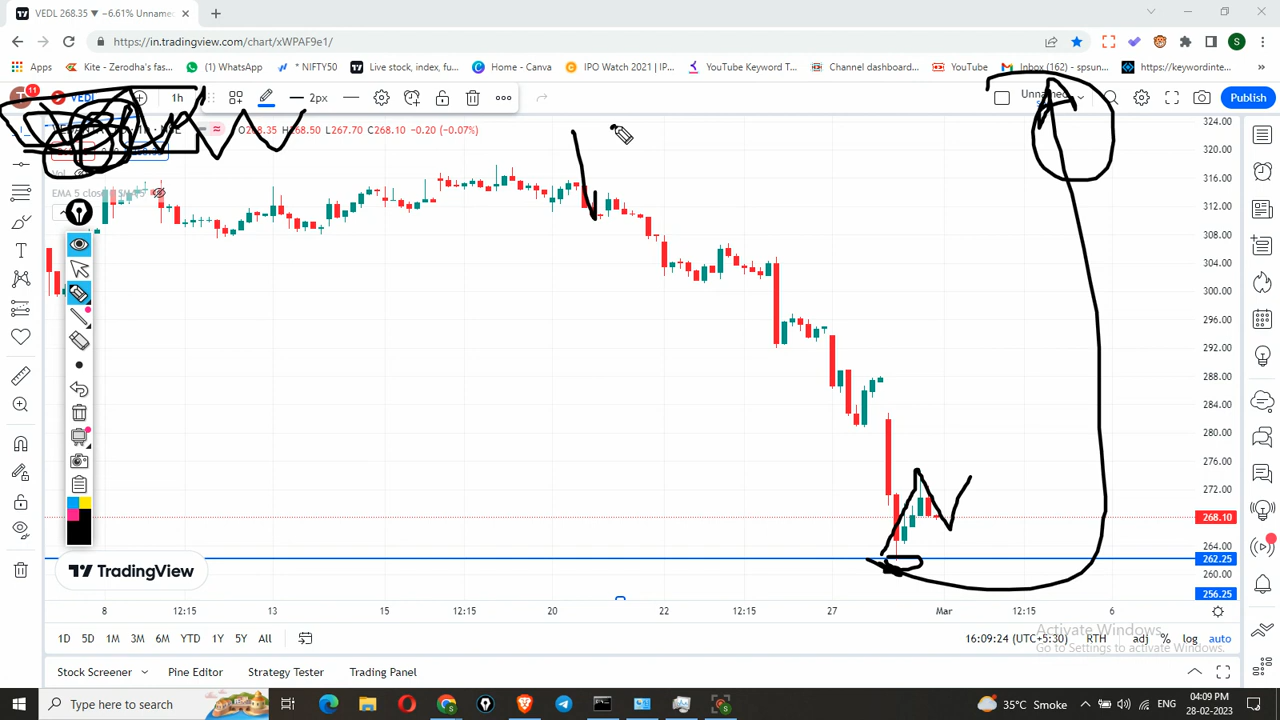 VEDL 268.35 ▼ −6.61% Unname
https://in.tradingview.com/chart/xWPAF9e1/
Apps
Kite - Zerodha's fas...
(1) WhatsApp
* NIFTY50
Live stock, index, fu...
Home - Canva
IPO Watch 2021 | IP...
YouTube Keyword T...
Channel dashboard...
YouTube
Inbox (162) - spsun...
https://keywordinte...
11
VEDL
1h
2px
Unnamed
Publish
268.35 H268.50 L267.70 C268.10 −0.20 (−0.07%)
EMA 5 close
324.00
320.00
316.00
312.00
308.00
304.00
300.00
296.00
292.00
288.00
284.00
280.00
276.00
272.00
268.10
264.00
262.25
260.00
256.25
TradingView
8 12:15 13 15 12:15 20 22 12:15 27 Mar 12:15 6
1D 5D 1M 3M 6M YTD 1Y 5Y All
16:09:24 (UTC+5:30) RTH adj % log auto
Activate Windows
Go to Settings to activate Windows.
Stock Screener Pine Editor Strategy Tester Trading Panel
Type here to search
35°C Smoke
ENG
04:09 PM
28-02-2023